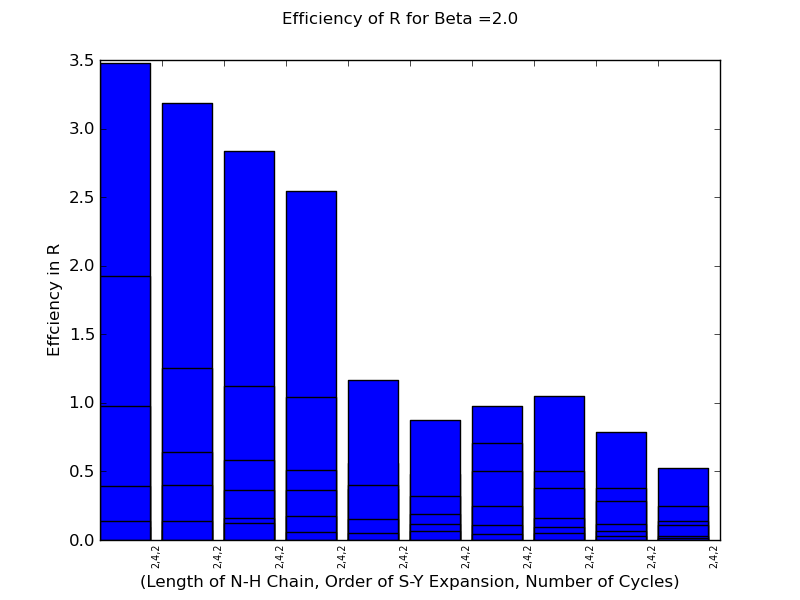 Efficiency of R for Beta =2.0
Effciency in R
3.5
3.0
2.5
2.0
1.5
1.0
0.5
0.0
2,4,2 2,4,2 2,4,2 2,4,2 2,4,2 2,4,2 2,4,2 2,4,2 2,4,2 2,4,2
(Length of N-H Chain, Order of S-Y Expansion, Number of Cycles)